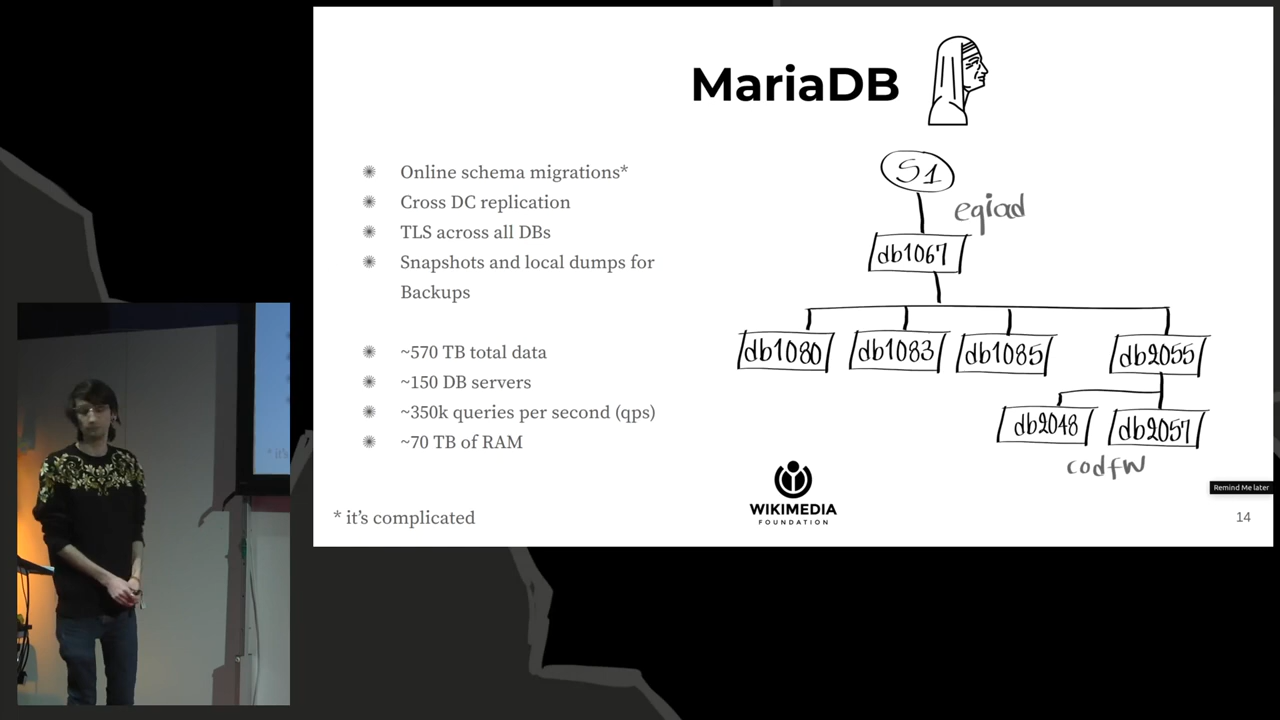 MariaDB
Online schema migrations*
Cross DC replication
TLS across all DBs
Snapshots and local dumps for
Backups
~570 TB total data
~150 DB servers
~350k queries per second (qps)
~70 TB of RAM
* it's complicated
S1
eqiad
db1067
db1080 db1083 db1085 db2055
db2048 db2057
codfw
WIKIMEDIA
FOUNDATION
Remind Me later
14